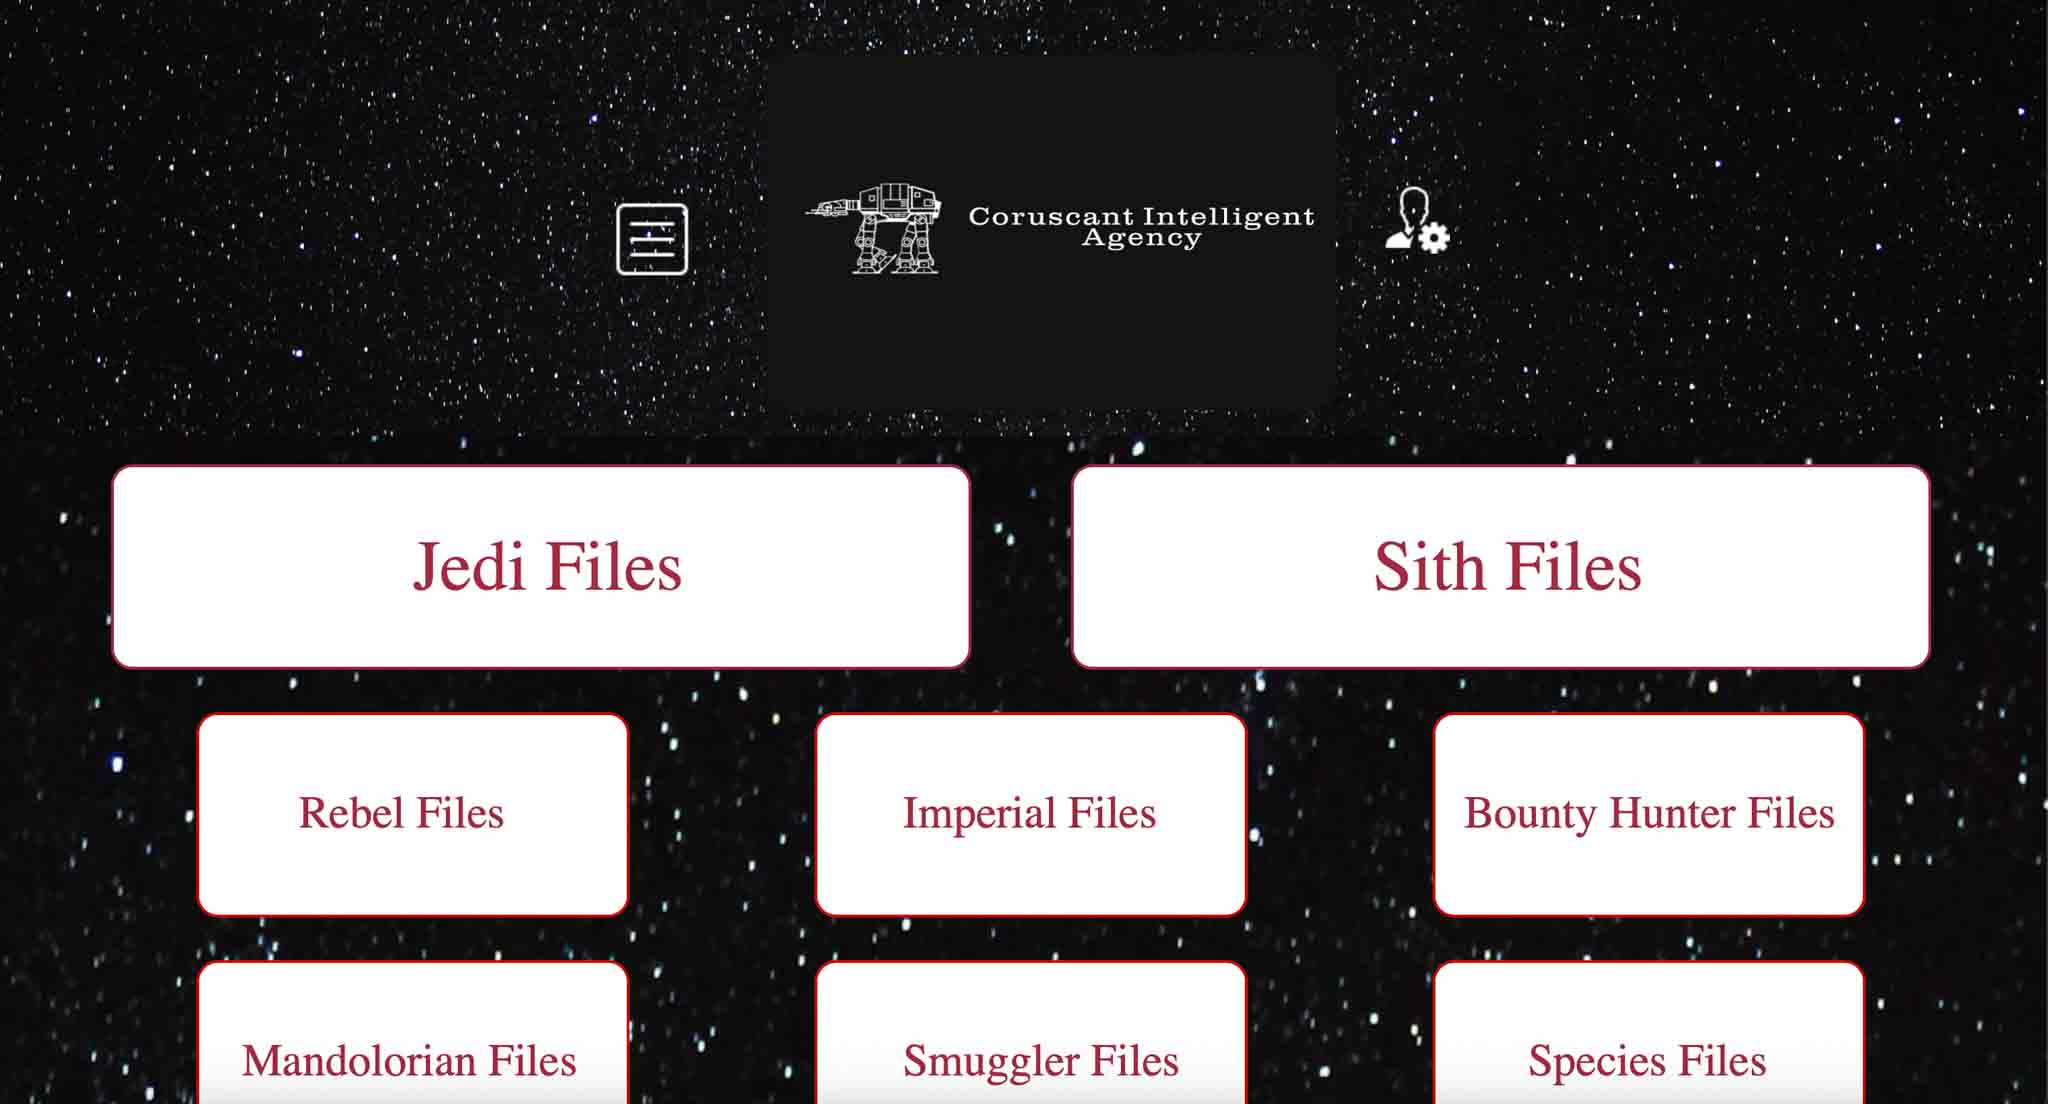 Coruscant Intelligent
Agency
Jedi Files
Sith Files
Rebel Files
Imperial Files
Bounty Hunter Files
Mandolorian Files
Smuggler Files
Species Files